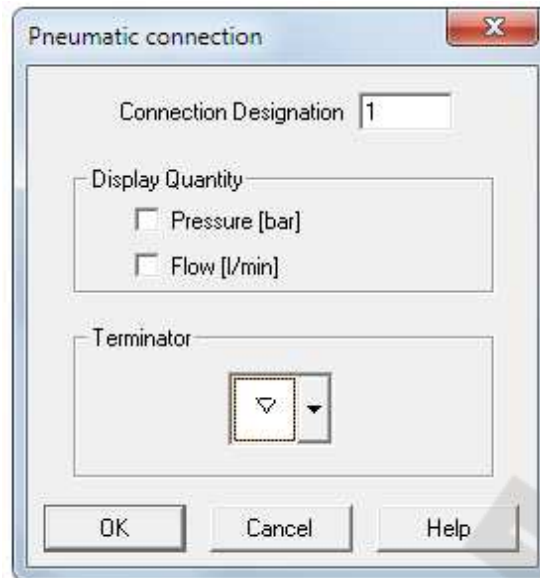 Pneumatic connection
Connection Designation 1
Display Quantity
Pressure [bar]
Flow [l/min]
Terminator
OK Cancel Help